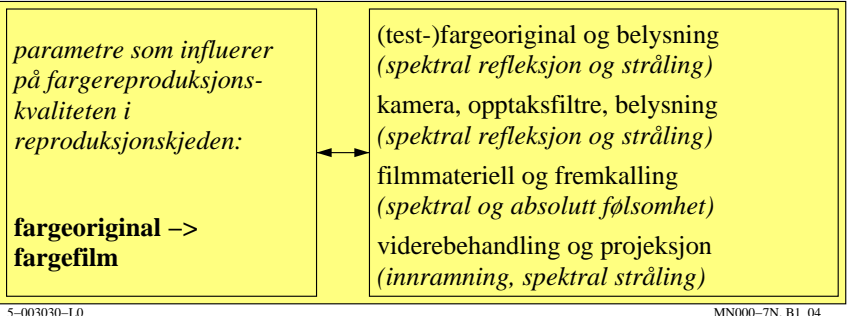 parametre som influerer
på fargereproduksjons-
kvaliteten i
reproduksjonskjeden:
fargeoriginal −>
fargefilm
(test-)fargeoriginal og belysning
(spektral refleksjon og stråling)
kamera, opptaksfiltre, belysning
(spektral refleksjon og stråling)
filmmateriell og fremkalling
(spektral og absolutt følsomhet)
viderebehandling og projeksjon
(innramning, spektral stråling)
5−003030−L0
MN000−7N, B1_04